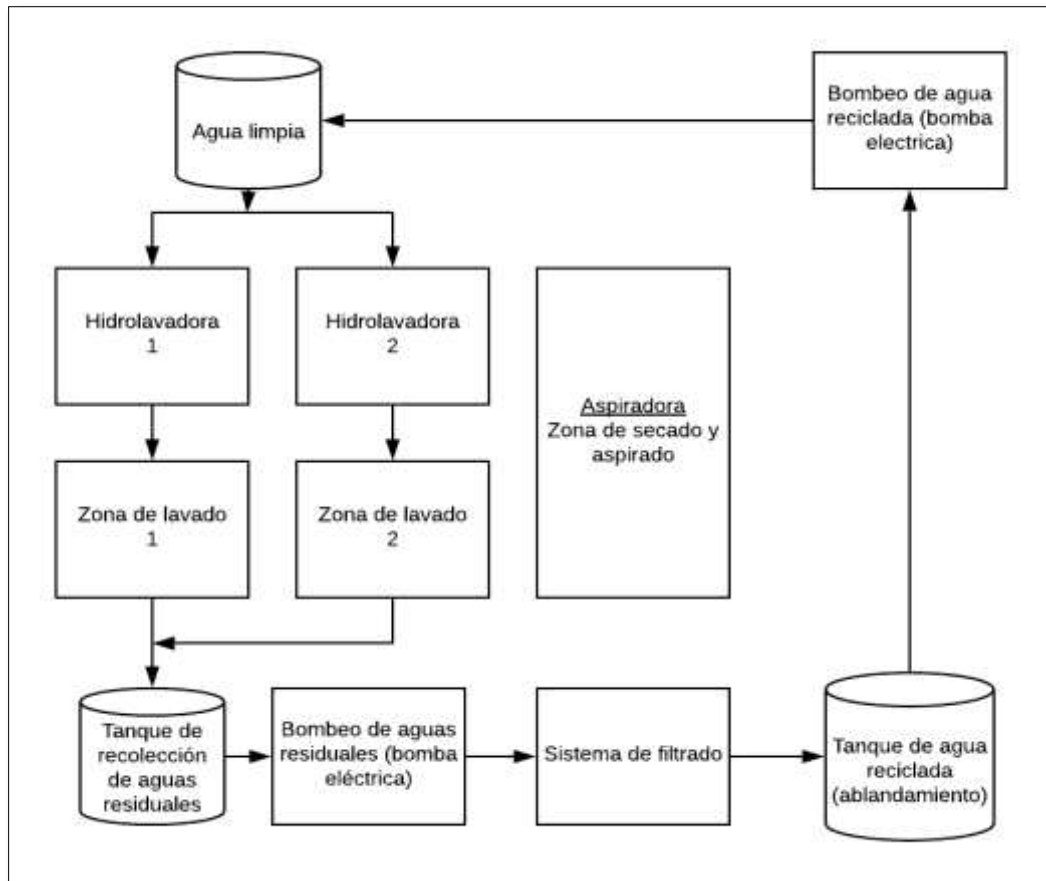 Agua limpia
Bombeo de agua
reciclada (bomba
electrica)
Hidrolavadora
1
Hidrolavadora
2
Aspiradora
Zona de secado y
aspirado
Zona de lavado
1
Zona de lavado
2
Tanque de
recolección
de aguas
residuales
Bombeo de aguas
residuales (bomba
eléctrica)
Sistema de filtrado
Tanque de agua
reciclada
(ablandamiento)